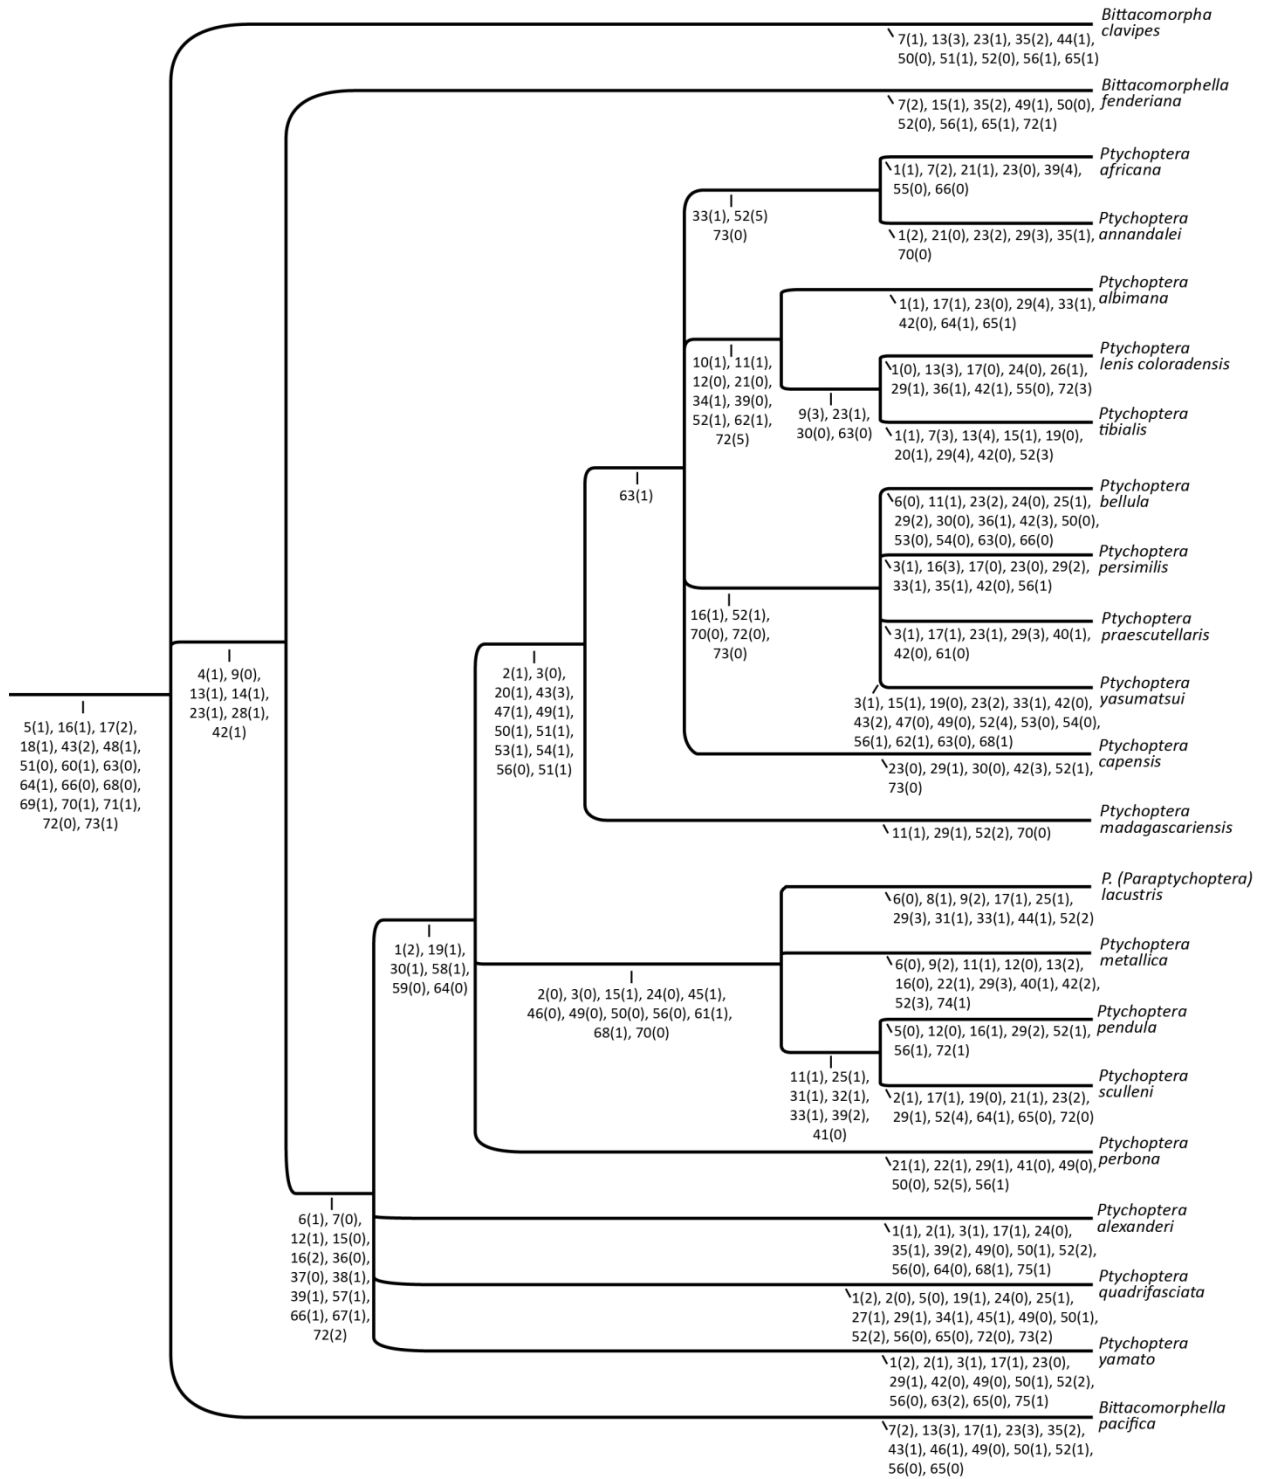 Bittacomorpha
clavipes
7(1), 13(3), 23(1), 35(2), 44(1),
50(0), 51(1), 52(0), 56(1), 65(1)
Bittacomorphella
fenderiana
7(2), 15(1), 35(2), 49(1), 50(0),
52(0), 56(1), 65(1), 72(1)
Ptychoptera
africana
1(1), 7(2), 21(1), 23(0), 39(4),
55(0), 66(0)
33(1), 52(5)
73(0)
Ptychoptera
annandalei
1(2), 21(0), 23(2), 29(3), 35(1),
70(0)
Ptychoptera
albimana
1(1), 17(1), 23(0), 29(4), 33(1),
42(0), 64(1), 65(1)
10(1), 11(1),
12(0), 21(0),
34(1), 39(0),
52(1), 62(1),
72(5)
Ptychoptera
lenis coloradensis
1(0), 13(3), 17(0), 24(0), 26(1),
29(1), 36(1), 42(1), 55(0), 72(3)
9(3), 23(1),
30(0), 63(0)
Ptychoptera
tibialis
1(1), 7(3), 13(4), 15(1), 19(0),
20(1), 29(4), 42(0), 52(3)
63(1)
Ptychoptera
bellula
6(0), 11(1), 23(2), 24(0), 25(1),
29(2), 30(0), 36(1), 42(3), 50(0),
53(0), 54(0), 63(0), 66(0)
Ptychoptera
persimilis
3(1), 16(3), 17(0), 23(0), 29(2),
33(1), 35(1), 42(0), 56(1)
16(1), 52(1),
70(0), 72(0),
73(0)
Ptychoptera
praescutellaris
3(1), 17(1), 23(1), 29(3), 40(1),
42(0), 61(0)
Ptychoptera
yasumatsui
3(1), 15(1), 19(0), 23(2), 33(1), 42(0),
43(2), 47(0), 49(0), 52(4), 53(0), 54(0),
56(1), 62(1), 63(0), 68(1)
4(1), 9(0),
13(1), 14(1),
23(1), 28(1),
42(1)
2(1), 3(0),
20(1), 43(3),
47(1), 49(1),
50(1), 51(1),
53(1), 54(1),
56(0), 51(1)
5(1), 16(1), 17(2),
18(1), 43(2), 48(1),
51(0), 60(1), 63(0),
64(1), 66(0), 68(0),
69(1), 70(1), 71(1),
72(0), 73(1)
Ptychoptera
capensis
23(0), 29(1), 30(0), 42(3), 52(1),
73(0)
Ptychoptera
madagascariensis
11(1), 29(1), 52(2), 70(0)
P. (Paraptychoptera)
lacustris
6(0), 8(1), 9(2), 17(1), 25(1),
29(3), 31(1), 33(1), 44(1), 52(2)
1(2), 19(1),
30(1), 58(1),
59(0), 64(0)
Ptychoptera
metallica
6(0), 9(2), 11(1), 12(0), 13(2),
16(0), 22(1), 29(3), 40(1), 42(2),
52(3), 74(1)
2(0), 3(0), 15(1), 24(0), 45(1),
46(0), 49(0), 50(0), 56(0), 61(1),
68(1), 70(0)
Ptychoptera
pendula
5(0), 12(0), 16(1), 29(2), 52(1),
56(1), 72(1)
11(1), 25(1),
31(1), 32(1),
33(1), 39(2),
41(0)
Ptychoptera
sculleni
2(1), 17(1), 19(0), 21(1), 23(2),
29(1), 52(4), 64(1), 65(0), 72(0)
Ptychoptera
perbona
21(1), 22(1), 29(1), 41(0), 49(0),
50(0), 52(5), 56(1)
6(1), 7(0),
12(1), 15(0),
16(2), 36(0),
37(0), 38(1),
39(1), 57(1),
66(1), 67(1),
72(2)
Ptychoptera
alexanderi
1(1), 2(1), 3(1), 17(1), 24(0),
35(1), 39(2), 49(0), 50(1), 52(2),
56(0), 64(0), 68(1), 75(1)
Ptychoptera
quadrifasciata
1(2), 2(0), 5(0), 19(1), 24(0), 25(1),
27(1), 29(1), 34(1), 45(1), 49(0), 50(1),
52(2), 56(0), 65(0), 72(0), 73(2)
Ptychoptera
yamato
1(2), 2(1), 3(1), 17(1), 23(0),
29(1), 42(0), 49(0), 50(1), 52(2),
56(0), 63(2), 65(0), 75(1)
Bittacomorphella
pacifica
7(2), 13(3), 17(1), 23(3), 35(2),
43(1), 46(1), 49(0), 50(1), 52(1),
56(0), 65(0)